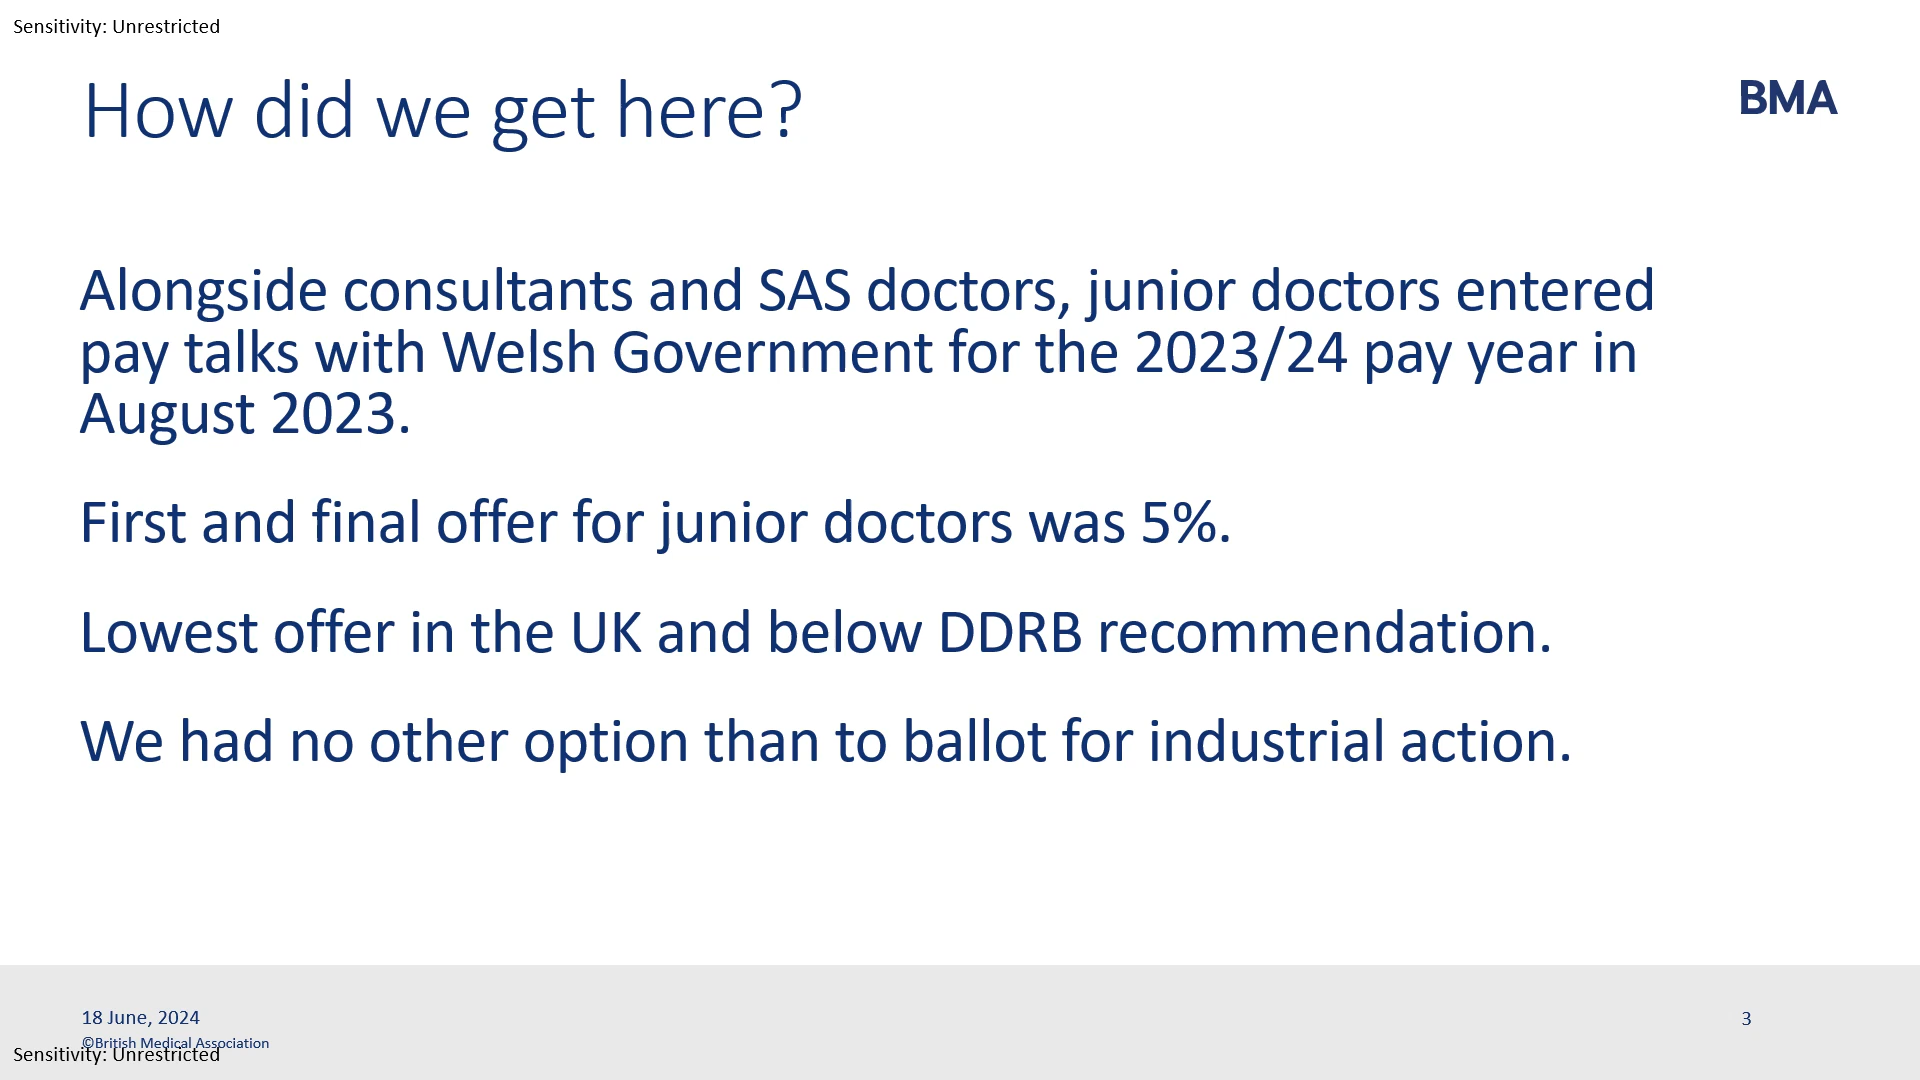 Sensitivity: Unrestricted
How did we get here?
BMA
Alongside consultants and SAS doctors, junior doctors entered
pay talks with Welsh Government for the 2023/24 pay year in
August 2023.
First and final offer for junior doctors was 5%.
Lowest offer in the UK and below DDRB recommendation.
We had no other option than to ballot for industrial action.
18 June, 2024
3
©British Medical Association
Sensitivity: Unrestricted